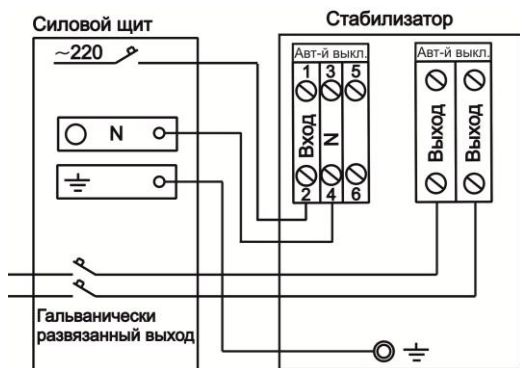 Силовой щит
Стабилизатор
~220
Авт-й выкл.
Авт-й выкл.
1 3 5
Вход
N
2 4 6
Выход
Выход
N
Гальванически
развязанный выход